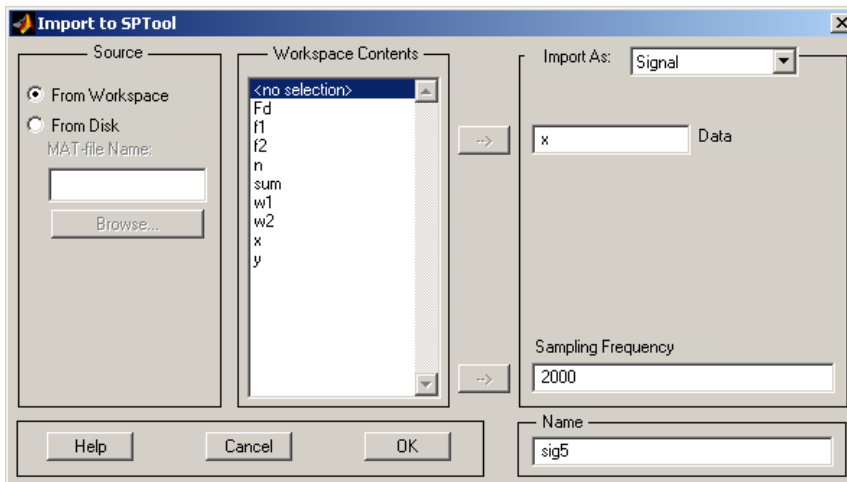 Import to SPTool
Source
From Workspace
From Disk
MAT-file Name:
Browse...
Workspace Contents
<no selection>
Fd
f1
f2
n
sum
w1
w2
x
y
-->
-->
Import As: Signal
x Data
Sampling Frequency
2000
Help Cancel OK
Name
sig5